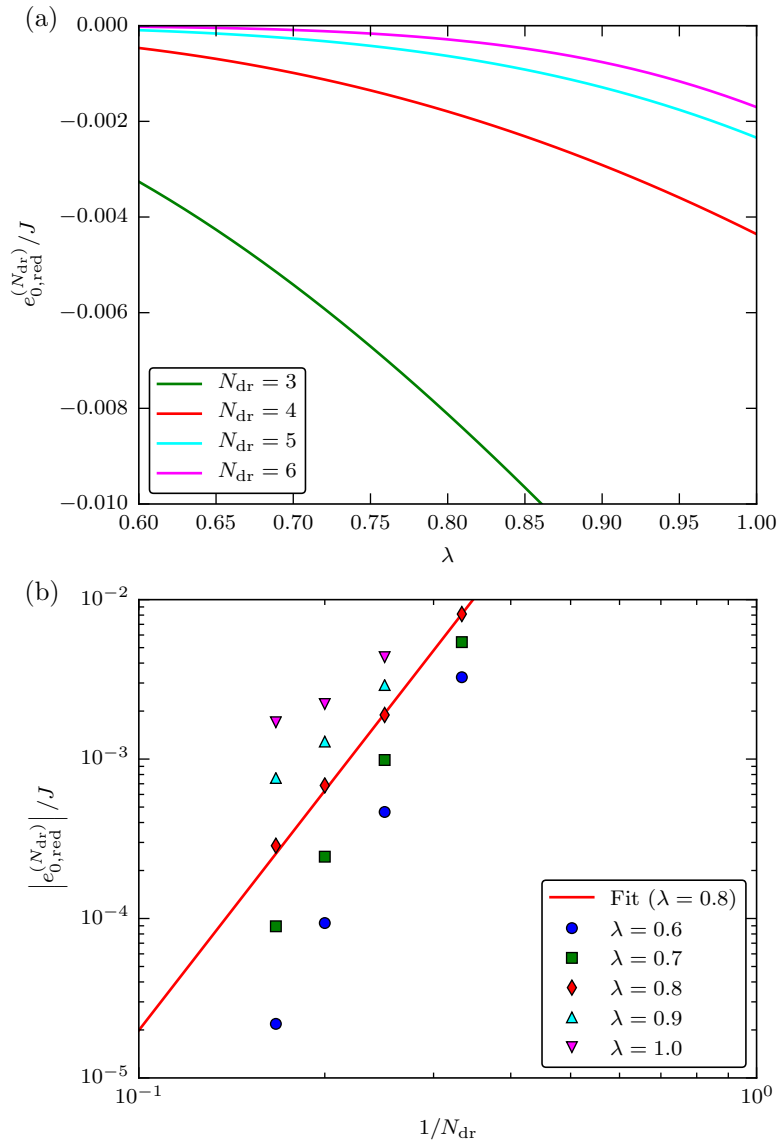 (a)
0.000
−0.002
−0.004
−0.006
−0.008
−0.010
e_{0,red}^{(N_dr)}/J
N_dr = 3
N_dr = 4
N_dr = 5
N_dr = 6
0.60 0.65 0.70 0.75 0.80 0.85 0.90 0.95 1.00
λ
(b)
10^{−2}
10^{−3}
10^{−4}
10^{−5}
|e_{0,red}^{(N_dr)}|/J
Fit (λ = 0.8)
λ = 0.6
λ = 0.7
λ = 0.8
λ = 0.9
λ = 1.0
10^{−1} 10^{0}
1/N_dr